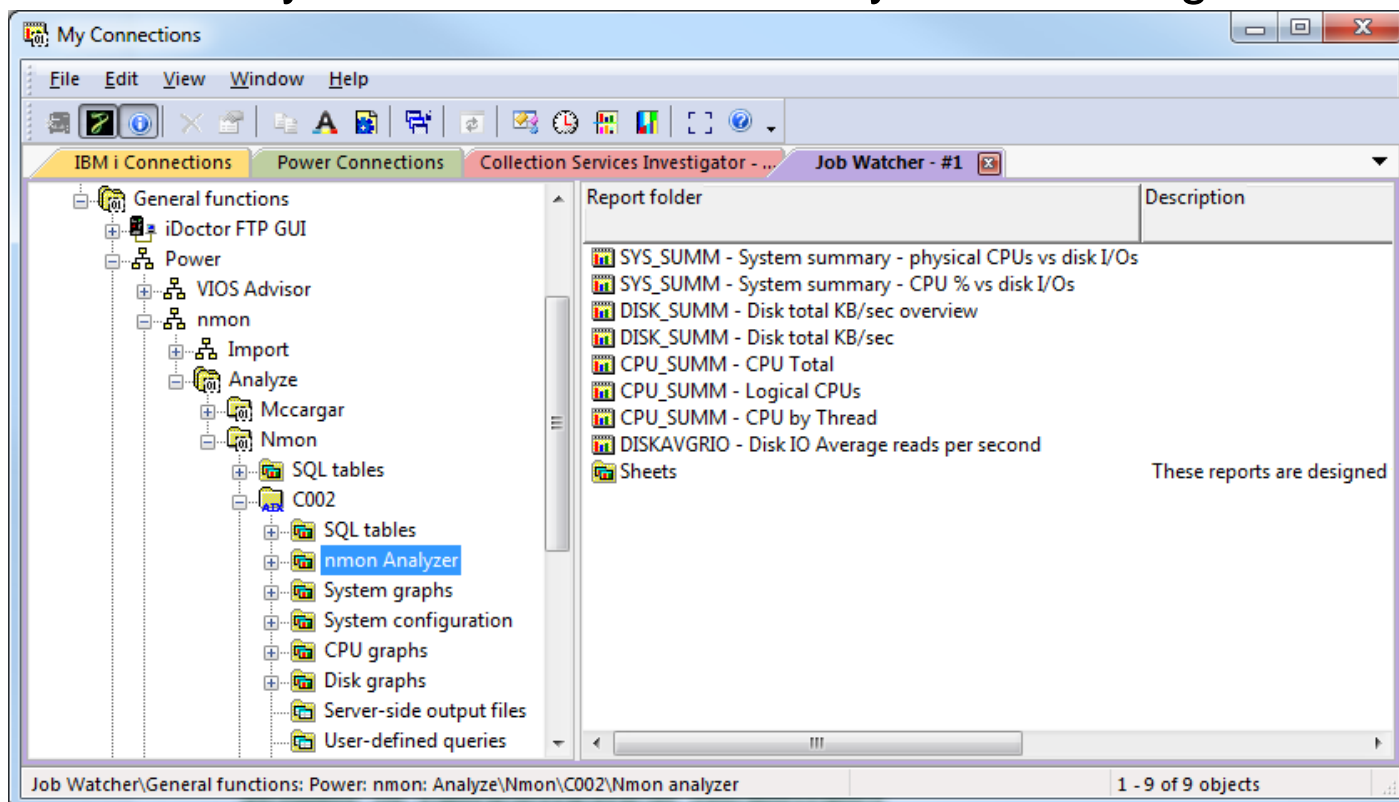 My Connections
File Edit View Window Help
IBM i Connections Power Connections Collection Services Investigator - ... Job Watcher - #1
General functions
iDoctor FTP GUI
Power
VIOS Advisor
nmon
Import
Analyze
Mccargar
Nmon
SQL tables
C002
SQL tables
nmon Analyzer
System graphs
System configuration
CPU graphs
Disk graphs
Server-side output files
User-defined queries
Report folder Description
SYS_SUMM - System summary - physical CPUs vs disk I/Os
SYS_SUMM - System summary - CPU % vs disk I/Os
DISK_SUMM - Disk total KB/sec overview
DISK_SUMM - Disk total KB/sec
CPU_SUMM - CPU Total
CPU_SUMM - Logical CPUs
CPU_SUMM - CPU by Thread
DISKAVGRIO - Disk IO Average reads per second
Sheets These reports are designed
Job Watcher\General functions: Power: nmon: Analyze\Nmon\C002\Nmon analyzer 1 - 9 of 9 objects